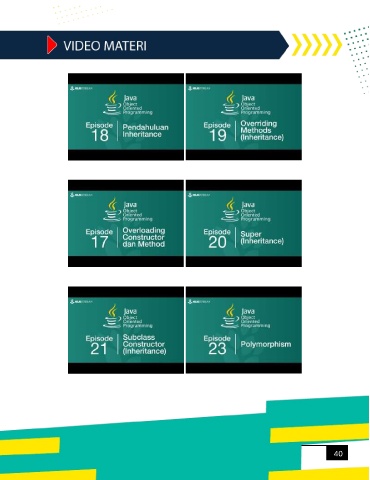 VIDEO MATERI
Java
Object
Oriented
Programming
Episode
18
Pendahuluan
Inheritance
Java
Object
Oriented
Programming
Episode
19
Overriding
Methods
(Inheritance)
Java
Object
Oriented
Programming
Episode
17
Overloading
Constructor
dan Method
Java
Object
Oriented
Programming
Episode
20
Super
(Inheritance)
Java
Object
Oriented
Programming
Episode
21
Subclass
Constructor
(Inheritance)
Java
Object
Oriented
Programming
Episode
23
Polymorphism
40